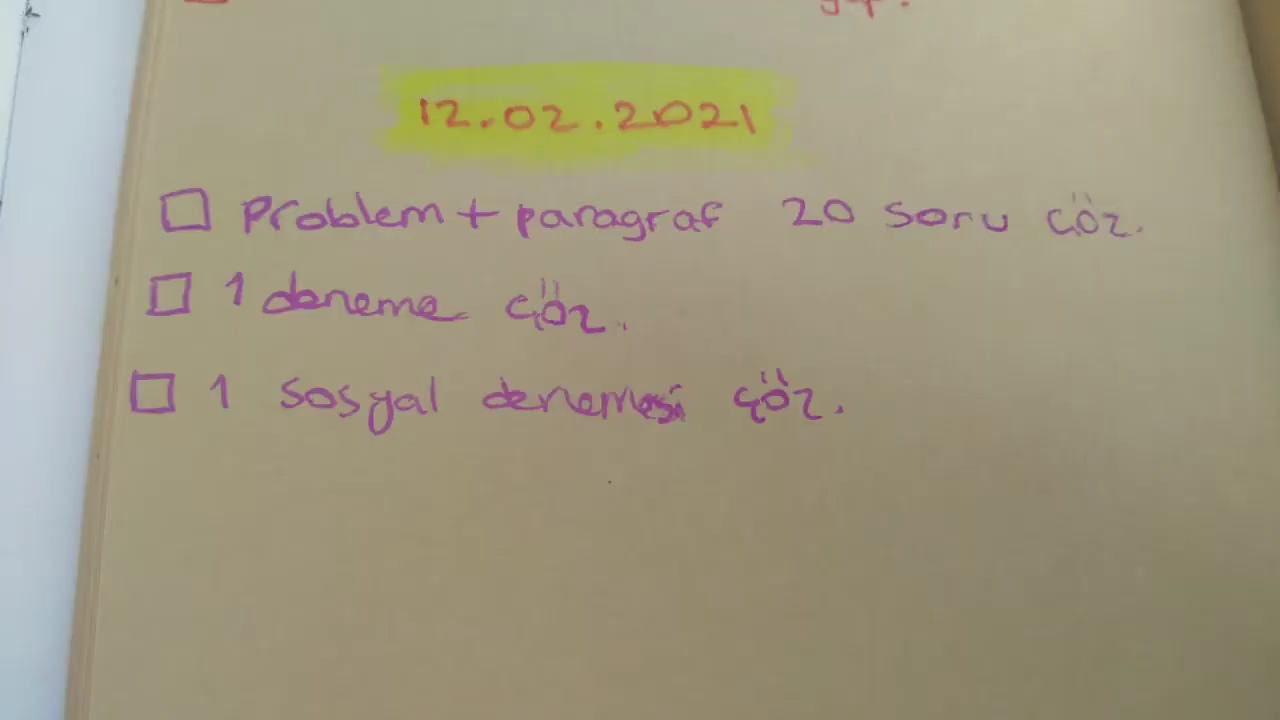 12.02.2021
Problem + paragraf 20 soru çöz.
1 deneme çöz.
1 sosyal denemesi çöz.